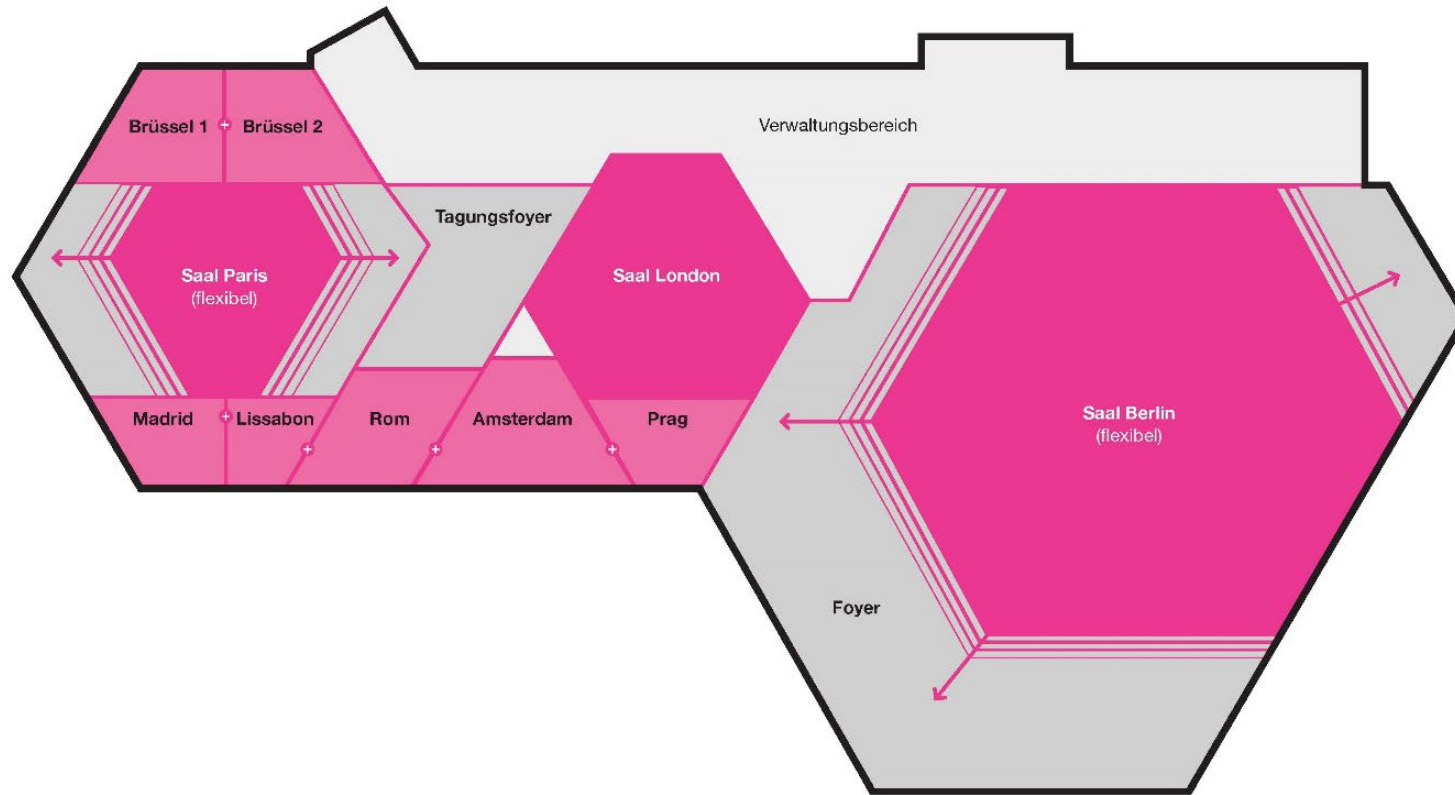 Brüssel 1
Brüssel 2
Verwaltungsbereich
Tagungsfoyer
Saal Paris
(flexibel)
Saal London
Madrid
Lissabon
Rom
Amsterdam
Prag
Saal Berlin
(flexibel)
Foyer